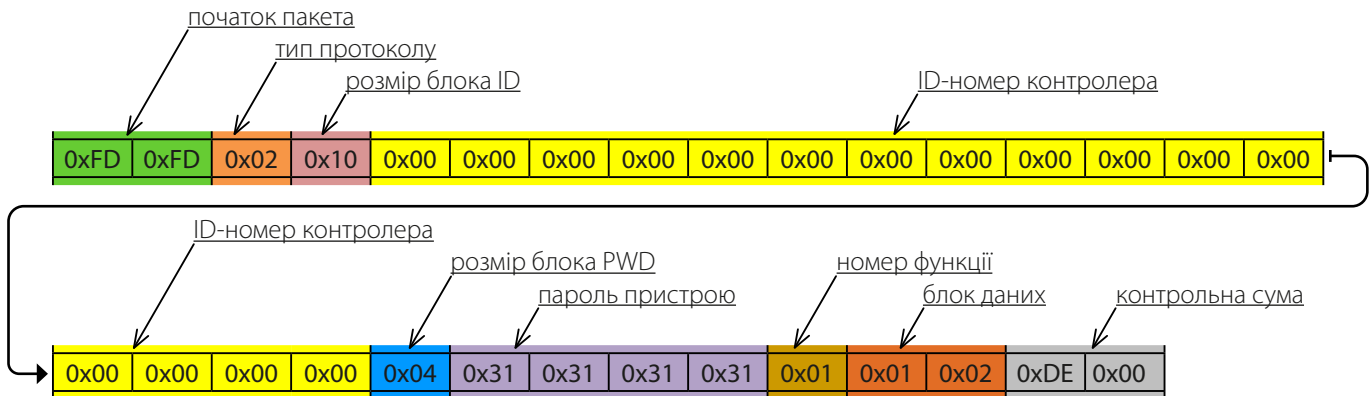 початок пакета
тип протоколу
розмір блока ID
ID-номер контролера
0xFD 0xFD 0x02 0x10 0x00 0x00 0x00 0x00 0x00 0x00 0x00 0x00 0x00 0x00 0x00 0x00
ID-номер контролера
розмір блока PWD
номер функції
пароль пристрою
блок даних
контрольна сума
0x00 0x00 0x00 0x00 0x04 0x31 0x31 0x31 0x31 0x01 0x01 0x02 0xDE 0x00